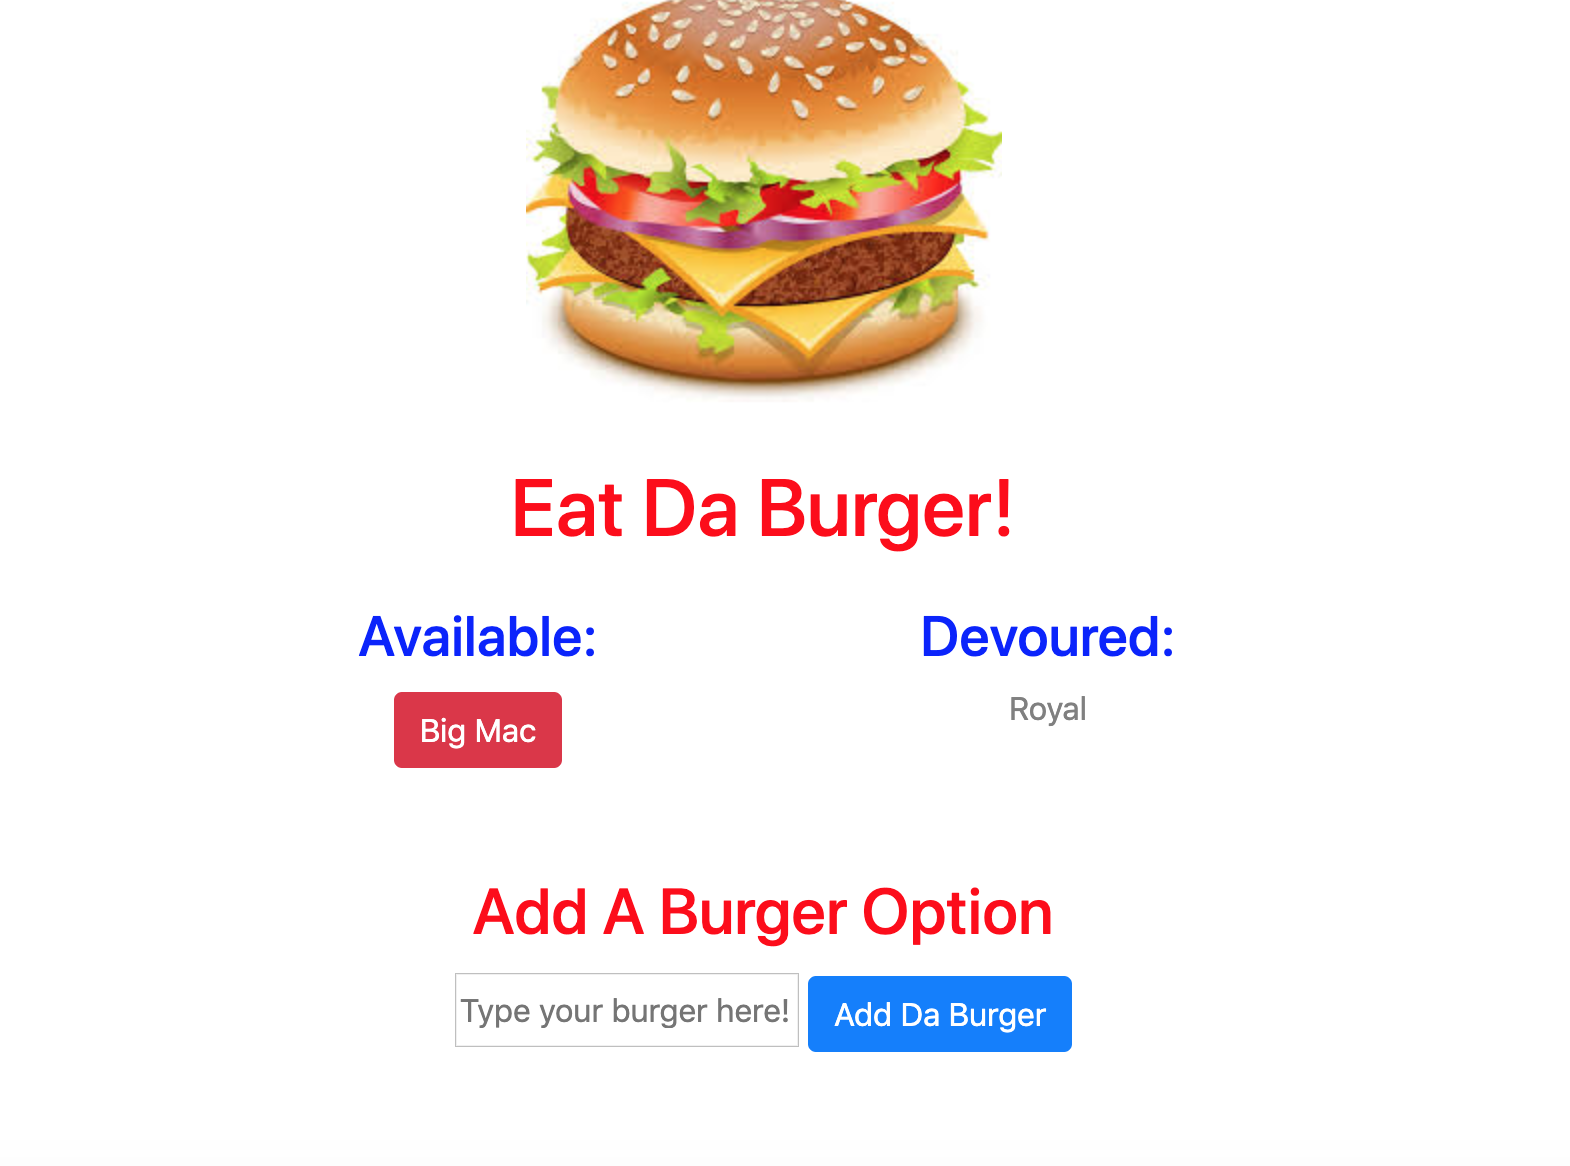 Eat Da Burger!
Available:
Devoured:
Big Mac
Royal
Add A Burger Option
Type your burger here!
Add Da Burger